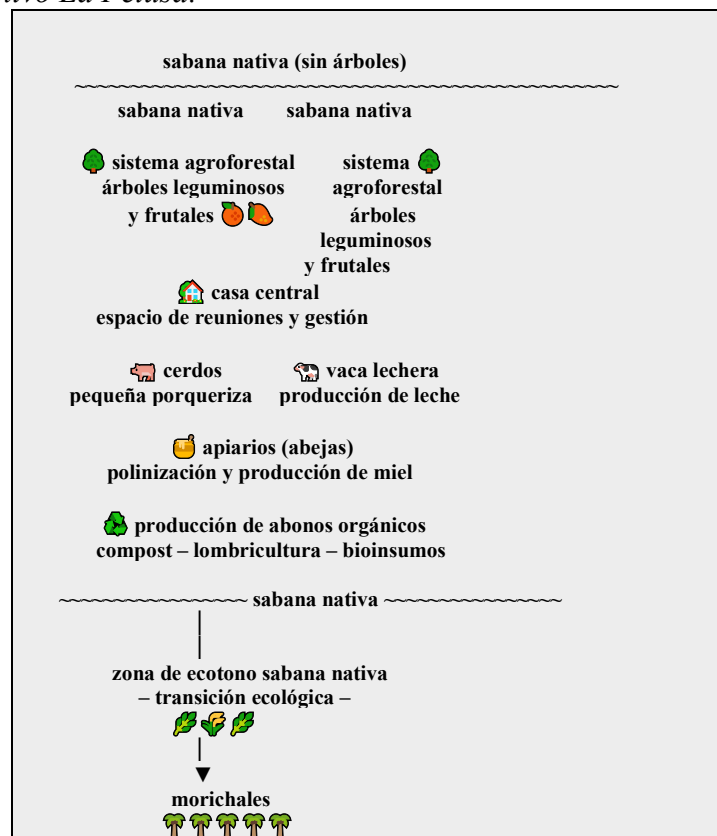 sabana nativa (sin árboles)
sabana nativa sabana nativa
sistema agroforestal sistema
árboles leguminosos agroforestal
y frutales árboles
leguminosos
y frutales
casa central
espacio de reuniones y gestión
cerdos vaca lechera
pequeña porqueriza producción de leche
apiarios (abejas)
polinización y producción de miel
producción de abonos orgánicos
compost – lombricultura – bioinsumos
~~~~~~~~~~~~~~~~~ sabana nativa ~~~~~~~~~~~~~~~~
zona de ecotono sabana nativa
– transición ecológica –
morichales